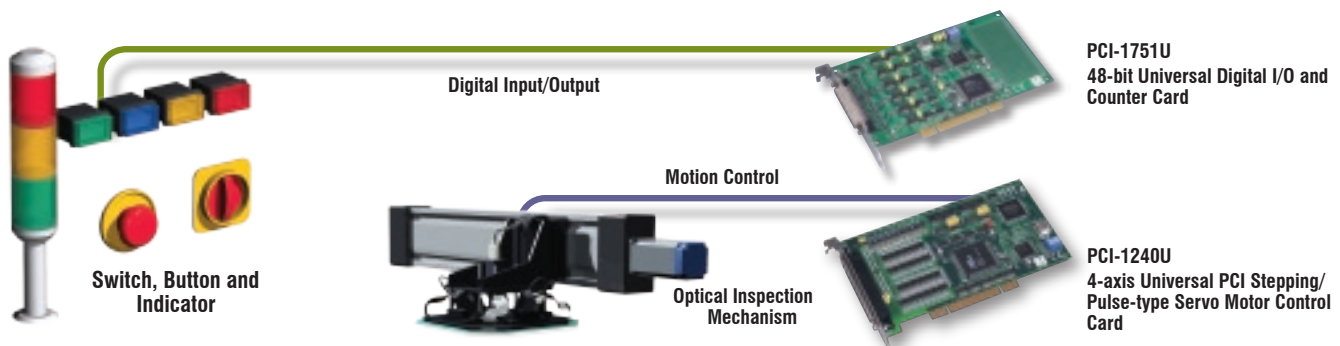 PCI-1751U
48-bit Universal Digital I/O and
Counter Card
Digital Input/Output
Motion Control
Switch, Button and
Indicator
Optical Inspection
Mechanism
PCI-1240U
4-axis Universal PCI Stepping/
Pulse-type Servo Motor Control
Card